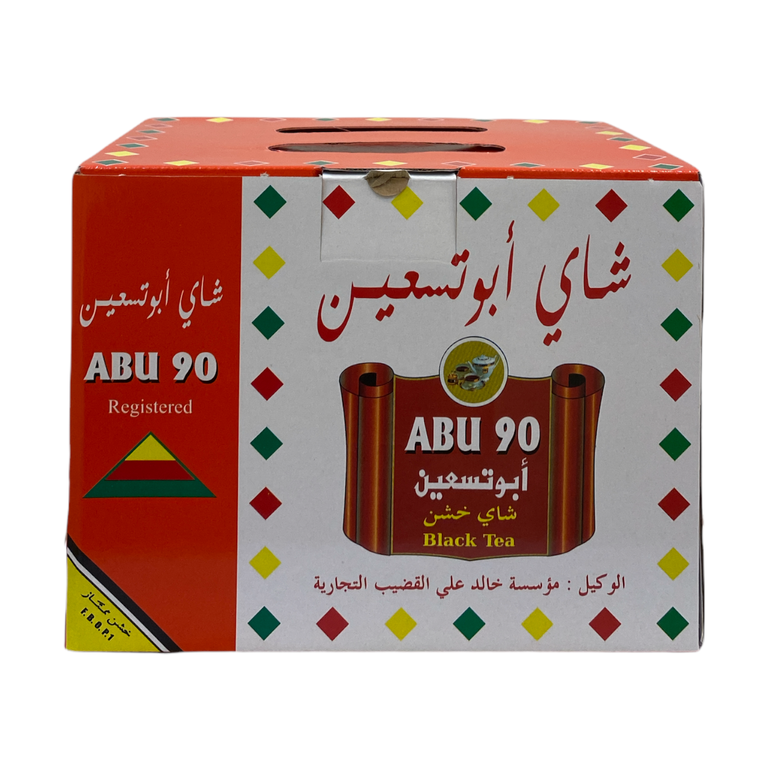 شاي أبوتسعين
ABU 90
Registered
خشن ممتاز
F.B.O.P.1
شاي أبوتسعين
ABU 90
أبوتسعين
شاي خشن
Black Tea
الوكيل : مؤسسة خالد علي القضيب التجارية